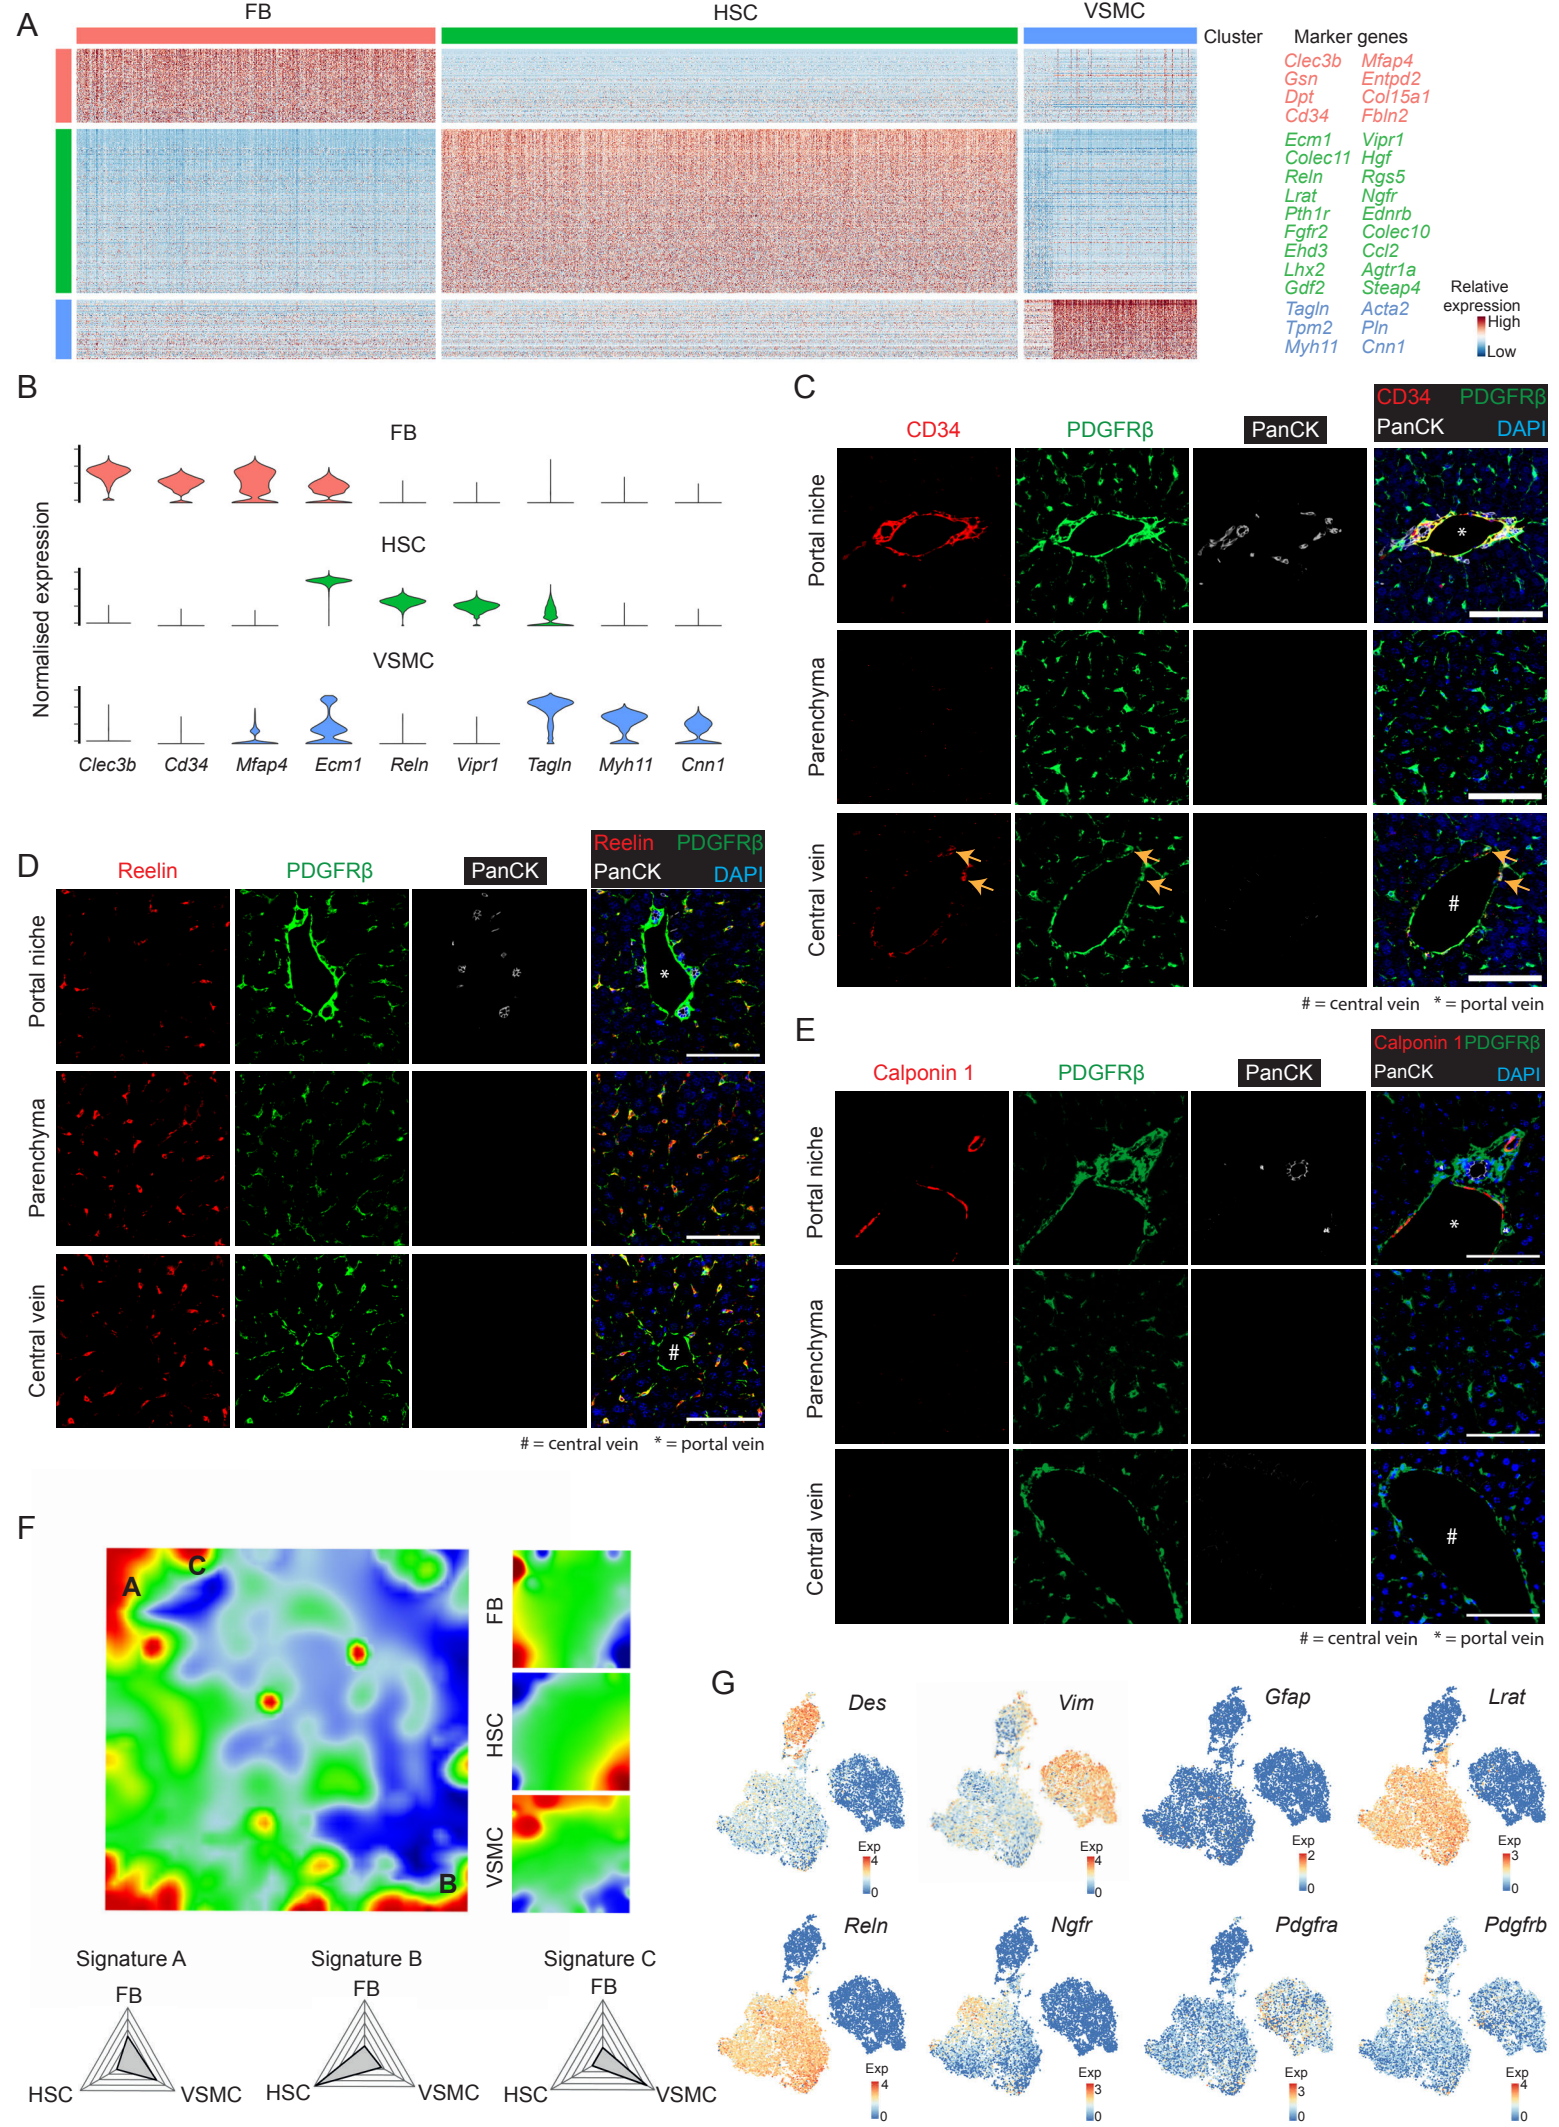 A
FB
HSC
VSMC
Cluster
Marker genes
Clec3b Mfap4
Gsn Entpd2
Dpt Col15a1
Cd34 Fbln2
Ecm1 Vipr1
Colec11 Hgf
Reln Rgs5
Lrat Ngfr
Pth1r Ednrb
Fgfr2 Colec10
Ehd3 Ccl2
Lhx2 Agtr1a
Gdf2 Steap4
Tagln Acta2
Tpm2 Pln
Myh11 Cnn1
Relative
expression
High
Low
B
Normalised expression
FB
HSC
VSMC
Clec3b Cd34 Mfap4 Ecm1 Reln Vipr1 Tagln Myh11 Cnn1
C
CD34
PDGFRβ
PanCK
CD34 PDGFRβ
PanCK DAPI
Portal niche
*
Parenchyma
Central vein
#
# = central vein * = portal vein
D
Reelin
PDGFRβ
PanCK
Reelin PDGFRβ
PanCK DAPI
Portal niche
*
Parenchyma
Central vein
#
# = central vein * = portal vein
E
Calponin 1
PDGFRβ
PanCK
Calponin 1 PDGFRβ
PanCK DAPI
Portal niche
*
Parenchyma
Central vein
#
# = central vein * = portal vein
F
A
C
B
FB
HSC
VSMC
Signature A
FB
HSC
VSMC
Signature B
FB
HSC
VSMC
Signature C
FB
HSC
VSMC
G
Des
Exp
4
0
Vim
Exp
4
0
Gfap
Exp
2
0
Lrat
Exp
3
0
Reln
Exp
4
0
Ngfr
Exp
3
0
Pdgfra
Exp
3
0
Pdgfrb
Exp
4
0